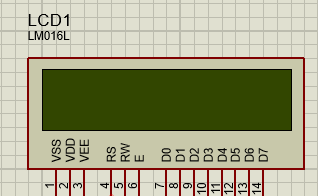 LCD1
LM016L
VSS VDD VEE RS RW E D0 D1 D2 D3 D4 D5 D6 D7
1 2 3 4 5 6 7 8 9 10 11 12 13 14